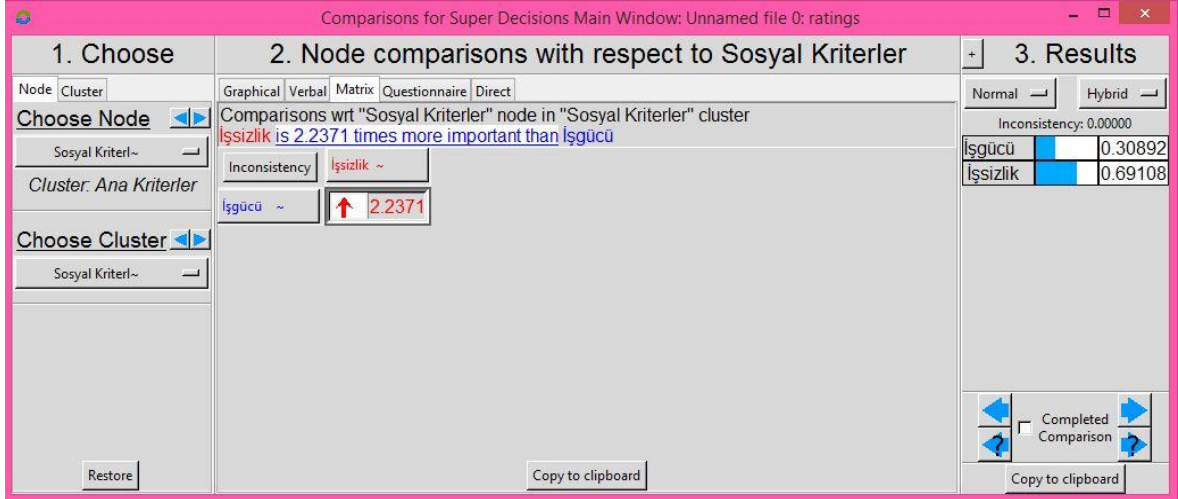 Comparisons for Super Decisions Main Window: Unnamed file 0: ratings
1. Choose
Node Cluster
Choose Node
Sosyal Kriterl~
Cluster: Ana Kriterler
Choose Cluster
Sosyal Kriterl~
Restore
2. Node comparisons with respect to Sosyal Kriterler
Graphical Verbal Matrix Questionnaire Direct
Comparisons wrt "Sosyal Kriterler" node in "Sosyal Kriterler" cluster
İşsizlik is 2.2371 times more important than İşgücü
Inconsistency İşsizlik ~
İşgücü ~ 2.2371
Copy to clipboard
+ 3. Results
Normal Hybrid
Inconsistency: 0.00000
İşgücü 0.30892
İşsizlik 0.69108
Completed
Comparison
? ?
Copy to clipboard